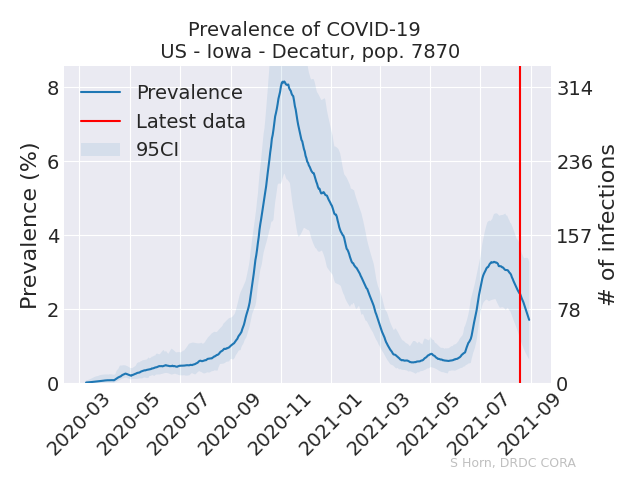 Prevalence of COVID-19
US - Iowa - Decatur, pop. 7870
Prevalence
Latest data
95CI
Prevalence (%)
8
6
4
2
0
314
236
157
78
0
# of infections
2020-03
2020-05
2020-07
2020-09
2020-11
2021-01
2021-03
2021-05
2021-07
2021-09
S Horn, DRDC CORA